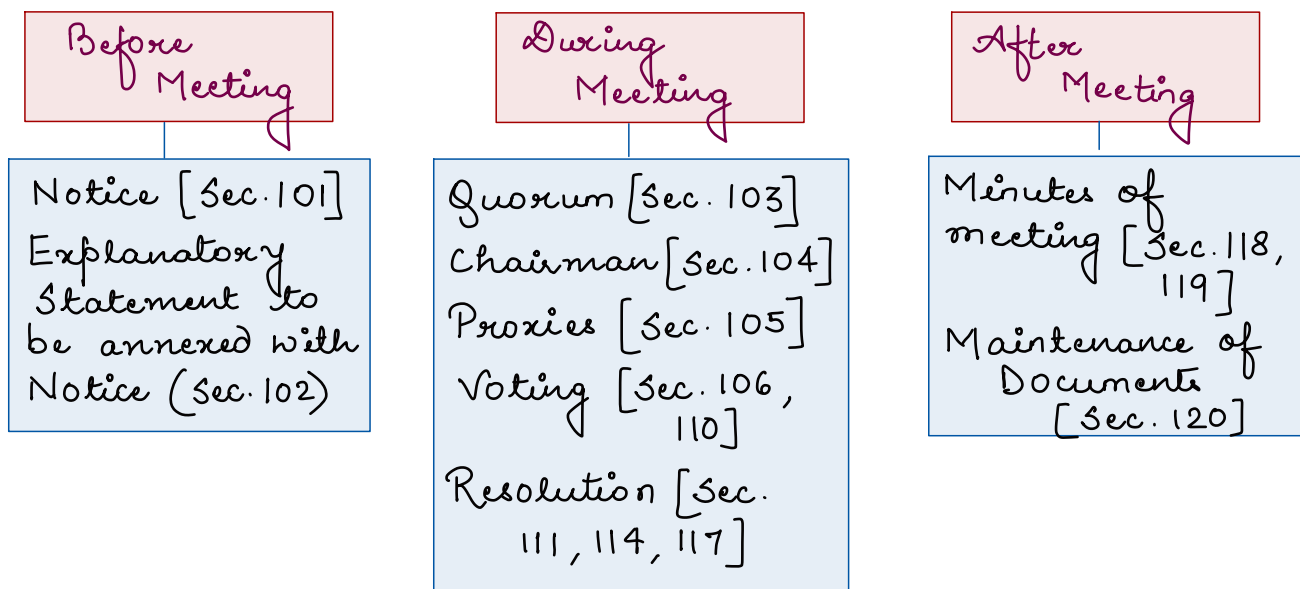 Before
Meeting
Notice [Sec. 101]
Explanatory
Statement to
be annexed with
Notice (Sec. 102)
During
Meeting
Quorum [Sec. 103]
Chairman [Sec. 104]
Proxies [Sec. 105]
Voting [Sec. 106,
110]
Resolution [Sec.
111, 114, 117]
After
Meeting
Minutes of
meeting [Sec. 118,
119]
Maintenance of
Documents
[Sec. 120]